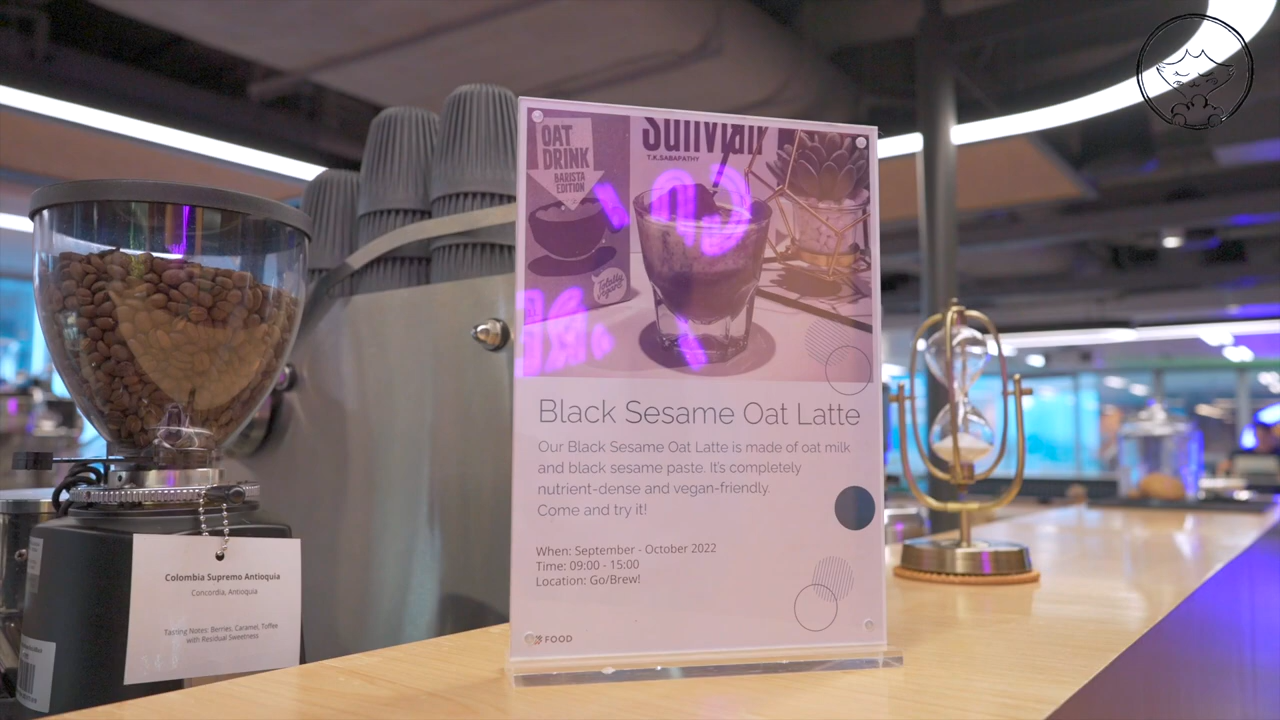 OAT
DRINK
BARISTA
EDITION
T.K.SABAPATHY
Totally
Vegan!
Black Sesame Oat Latte
Our Black Sesame Oat Latte is made of oat milk
and black sesame paste. It's completely
nutrient-dense and vegan-friendly.
Come and try it!
When: September - October 2022
Time: 09:00 - 15:00
Location: Go/Brew!
FOOD
Colombia Supremo Antioquia
Concordia, Antioquia
Tasting Notes: Berries, Caramel, Toffee
with Residual Sweetness